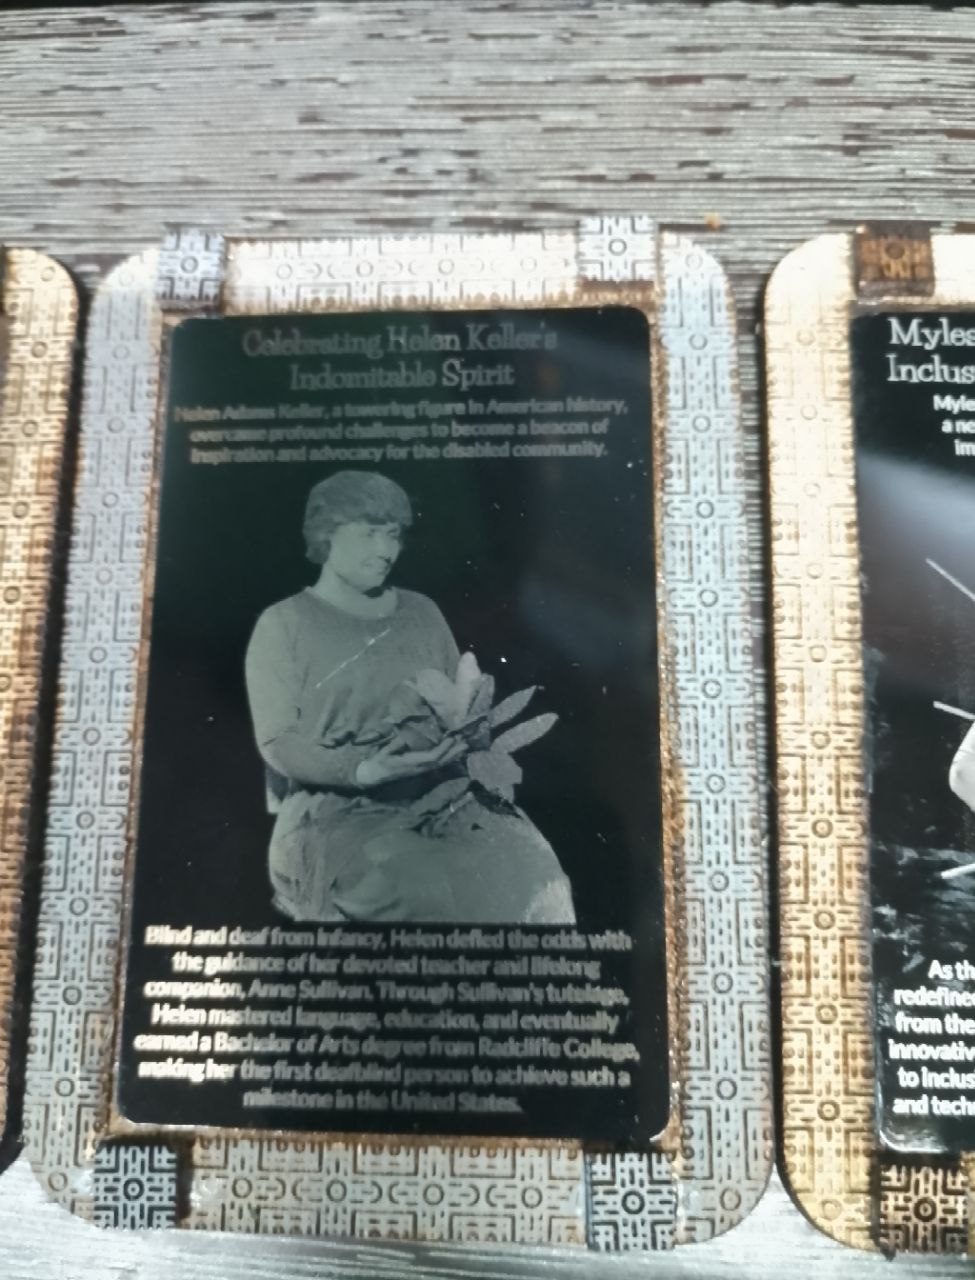 Celebrating Helen Keller's
Indomitable Spirit
Helen Adams Keller, a towering figure in American history,
overcame profound challenges to become a beacon of
inspiration and advocacy for the disabled community.
Blind and deaf from infancy, Helen defied the odds with
the guidance of her devoted teacher and lifelong
companion, Anne Sullivan. Through Sullivan's tutelage,
Helen mastered language, education, and eventually
earned a Bachelor of Arts degree from Radcliffe College,
making her the first deafblind person to achieve such a
milestone in the United States.
Myles
Inclus
Myle
a ne
im
As th
redefine
from the
innovativ
to inclus
and tech